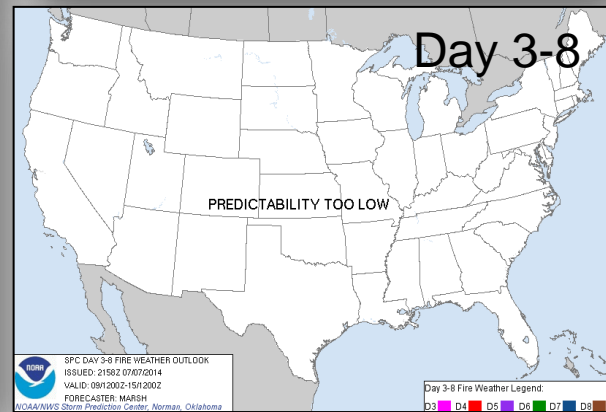 Day 3-8
PREDICTABILITY TOO LOW
NOAA
SPC DAY 3-8 FIRE WEATHER OUTLOOK
ISSUED: 2158Z 07/07/2014
VALID: 09/1200Z-15/1200Z
FORECASTER: MARSH
NOAA/NWS Storm Prediction Center, Norman, Oklahoma
Day 3-8 Fire Weather Legend:
D3 D4 D5 D6 D7 D8